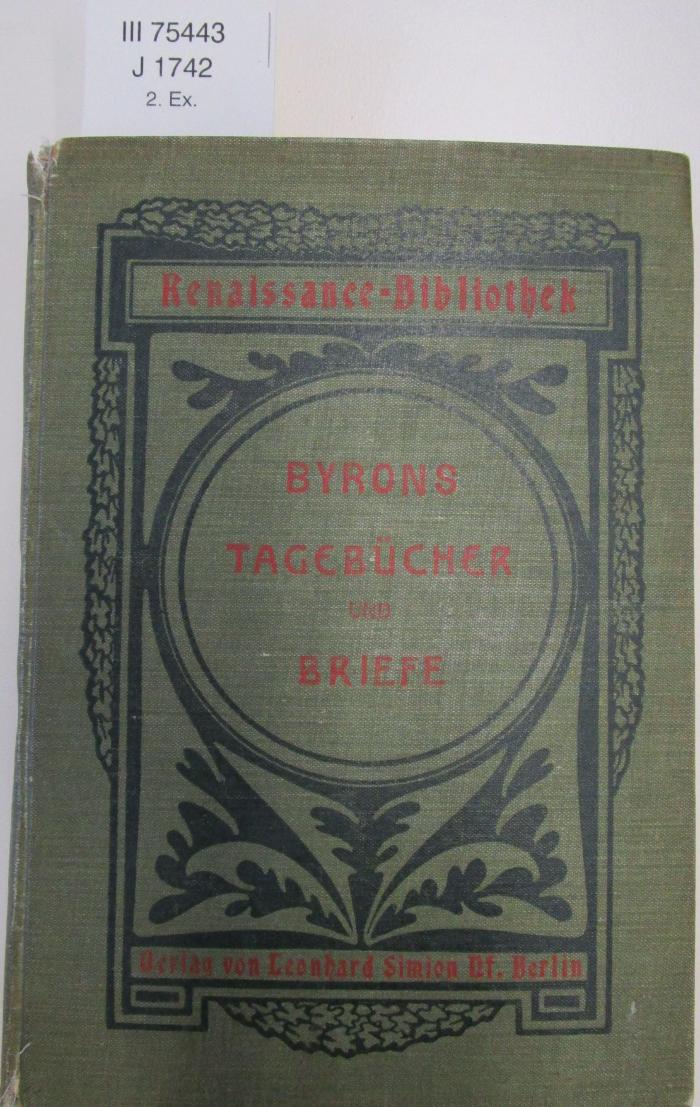 III 75443
J 1742
2. Ex.
Renaissance-Bibliothek
BYRONS
TAGEBÜCHER
UND
BRIEFE
Verlag von Leonhard Simion Nf. Berlin